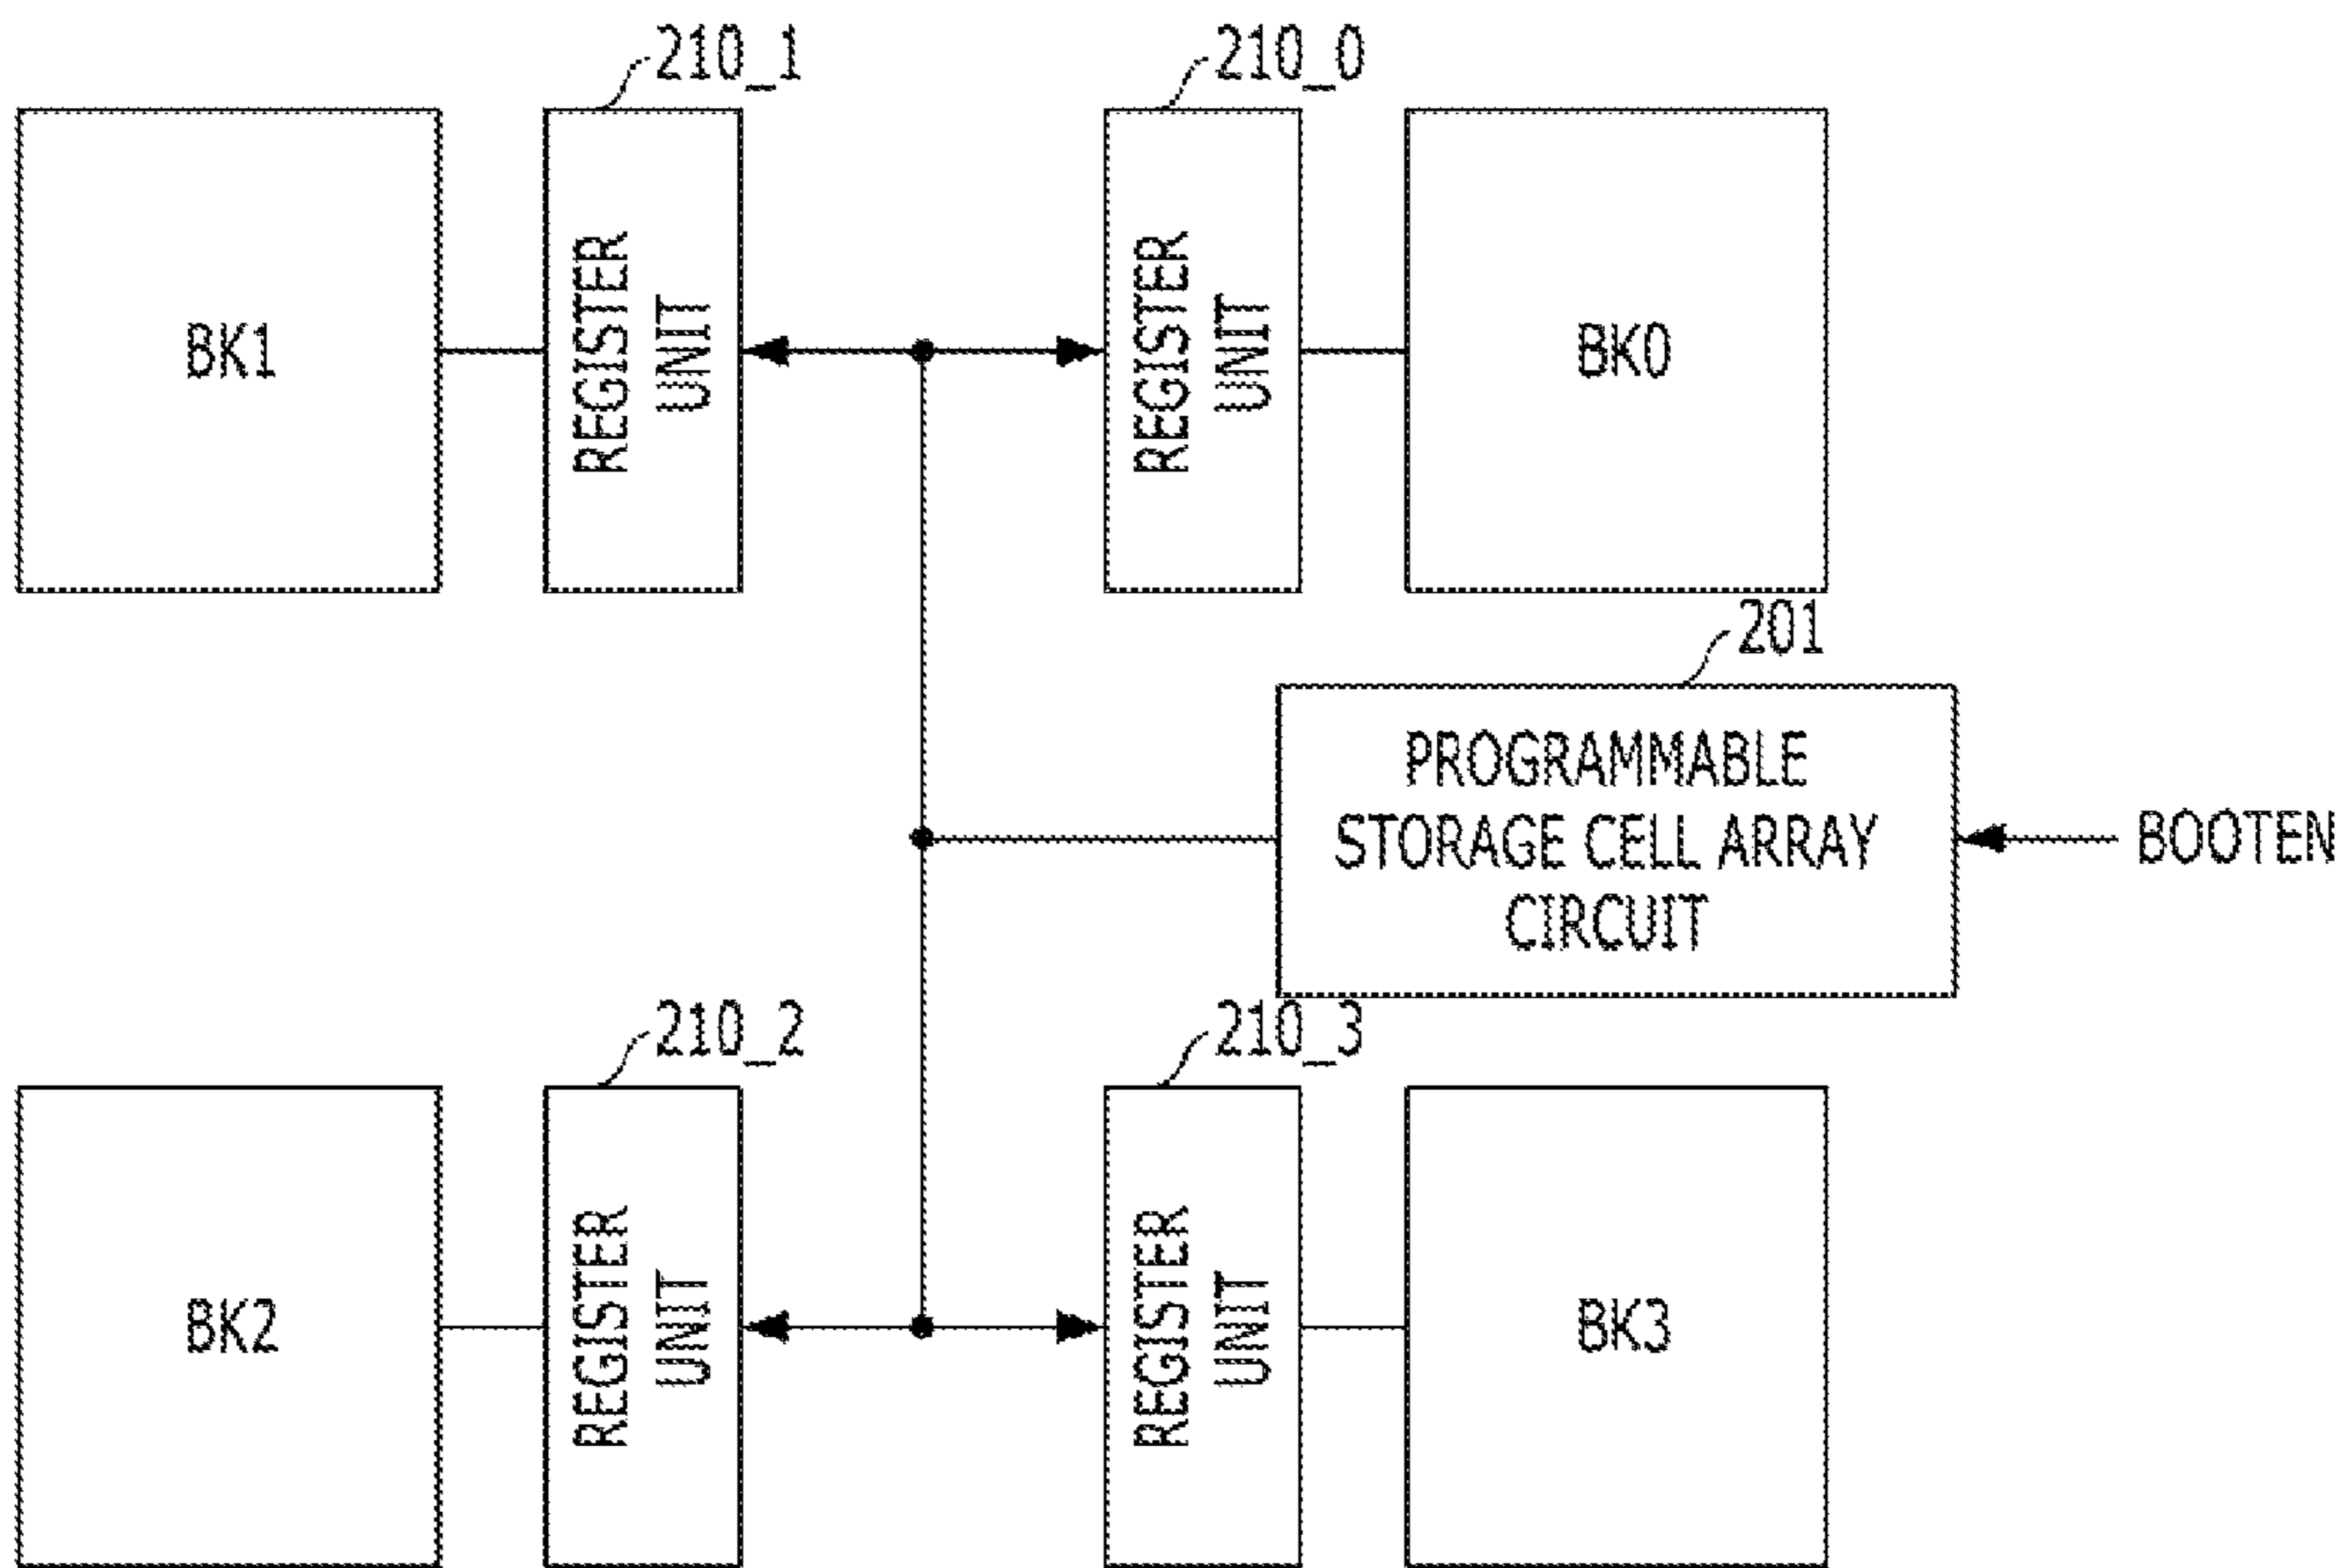 210_1
210_0
BK1
REGISTER
UNIT
REGISTER
UNIT
BK0
201
PROGRAMMABLE
STORAGE CELL ARRAY
CIRCUIT
BOOTEN
210_2
210_3
BK2
REGISTER
UNIT
REGISTER
UNIT
BK3